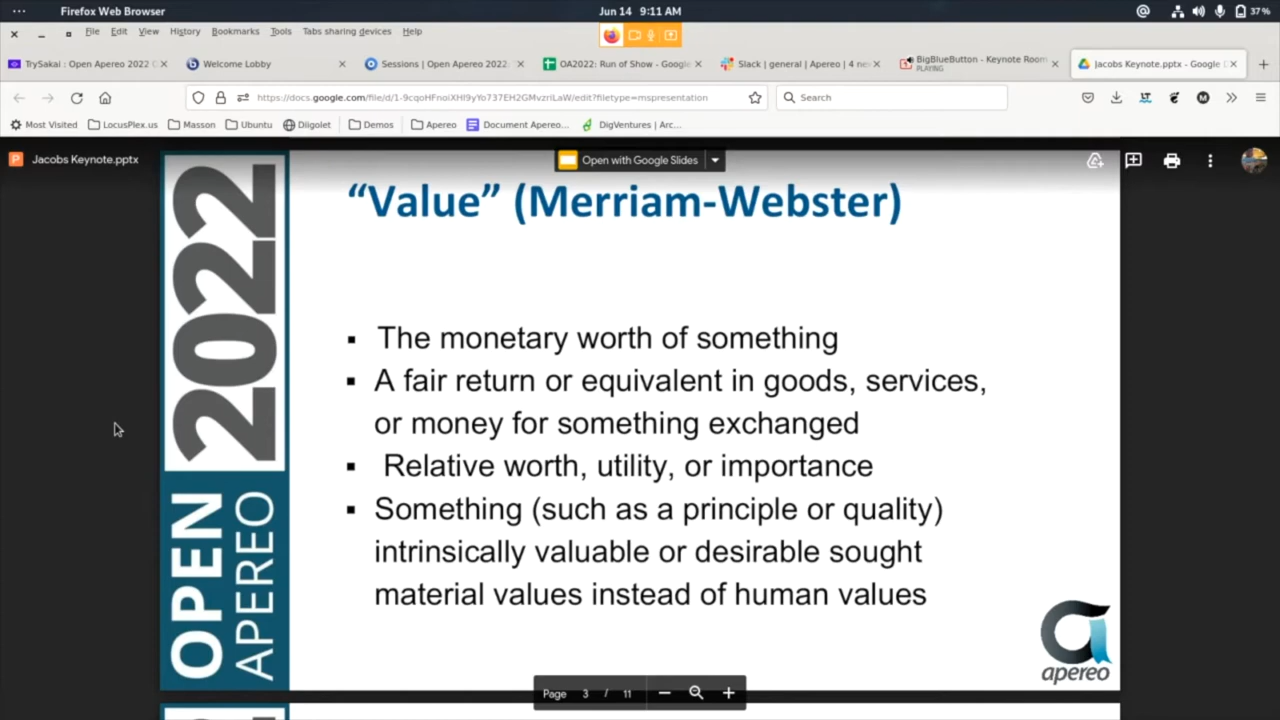 Firefox Web Browser
Jun 14 9:11 AM
37 %
File Edit View History Bookmarks Tools Tabs sharing devices Help
TrySakai : Open Apereo 2022 C
Welcome Lobby
Sessions | Open Apereo 2022
OA2022: Run of Show - Google
Slack | general | Apereo | 4 ne
BigBlueButton - Keynote Room
PLAYING
Jacobs Keynote.pptx - Google D
https://docs.google.com/file/d/1-9cqoHFnoiXHl9yYo737EH2GMvzriLaW/edit?filetype=mspresentation
Search
Most Visited LocusPlex.us Masson Ubuntu Diigolet Demos Apereo Document Apereo... DigVentures | Arc...
P Jacobs Keynote.pptx
Open with Google Slides
OPEN APEREO 2022
“Value” (Merriam-Webster)
▪ The monetary worth of something
▪ A fair return or equivalent in goods, services,
or money for something exchanged
▪ Relative worth, utility, or importance
▪ Something (such as a principle or quality)
intrinsically valuable or desirable sought
material values instead of human values
apereo
Page 3 / 11